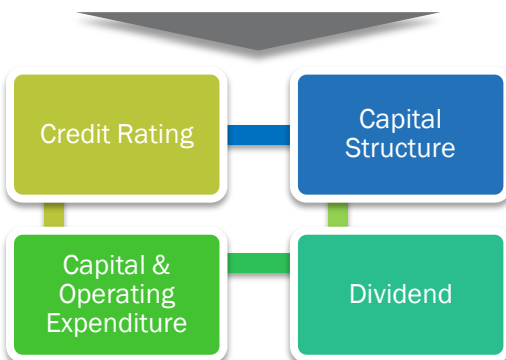 Credit Rating
Capital
Structure
Capital &
Operating
Expenditure
Dividend